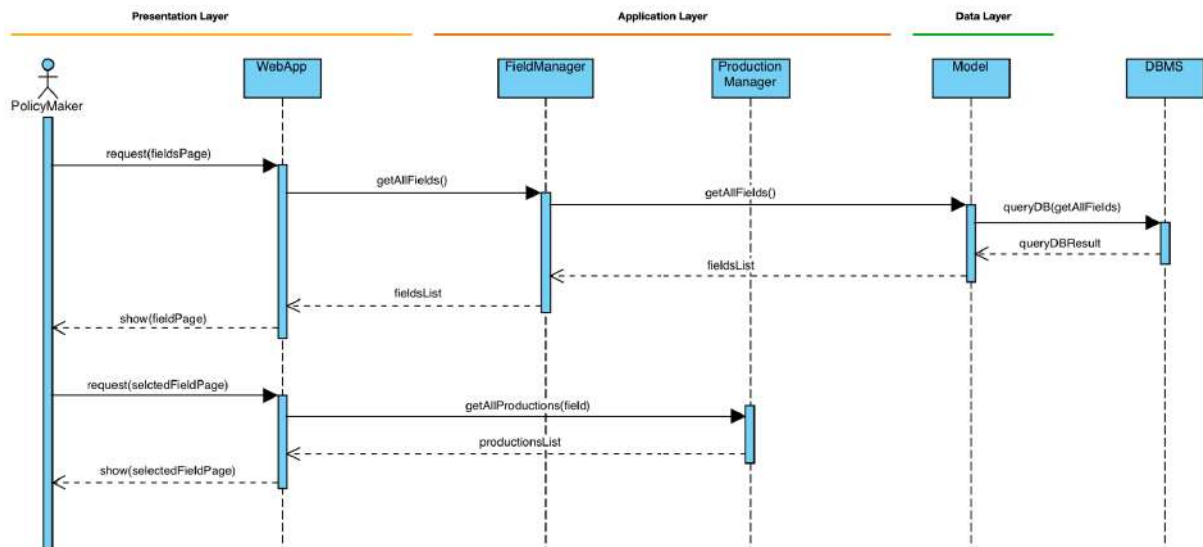 Presentation Layer
Application Layer
Data Layer
PolicyMaker
WebApp
FieldManager
Production
Manager
Model
DBMS
request(fieldsPage)
getAllFields()
getAllFields()
queryDB(getAllFields)
queryDBResult
fieldsList
fieldsList
show(fieldPage)
request(selctedFieldPage)
getAllProductions(field)
productionsList
show(selectedFieldPage)